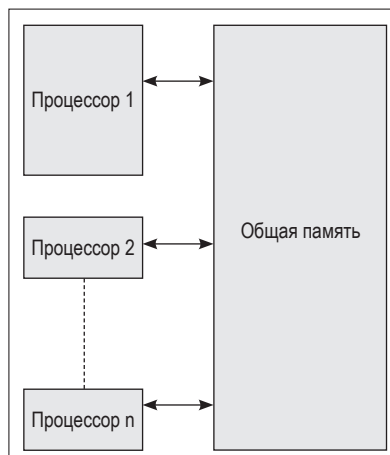 Процессор 1
Процессор 2
Общая память
Процессор n